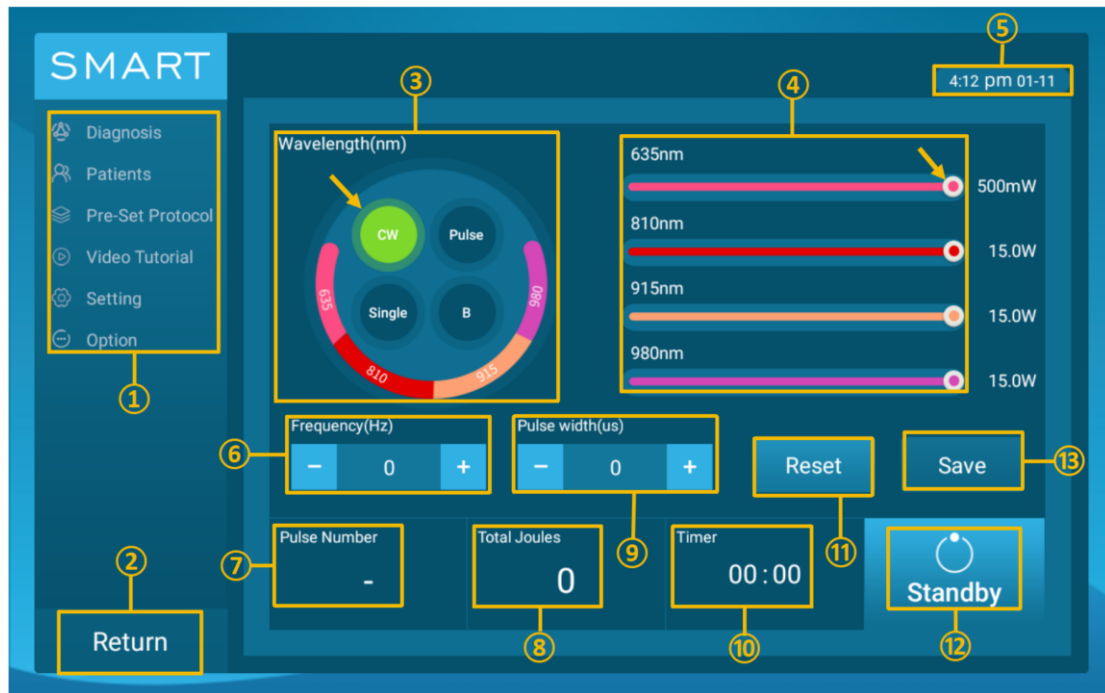 SMART
⑤
4:12 pm 01-11
Diagnosis
Patients
Pre-Set Protocol
Video Tutorial
Setting
Option
①
②
Return
③
Wavelength(nm)
CW
Pulse
Single
B
635
810
915
980
④
635nm
500mW
810nm
15.0W
915nm
15.0W
980nm
15.0W
⑥
Frequency(Hz)
− 0 +
Pulse width(us)
− 0 +
⑨
Reset
⑪
Save
⑬
⑦
Pulse Number
-
Total Joules
0
⑧
Timer
00:00
⑩
Standby
⑫